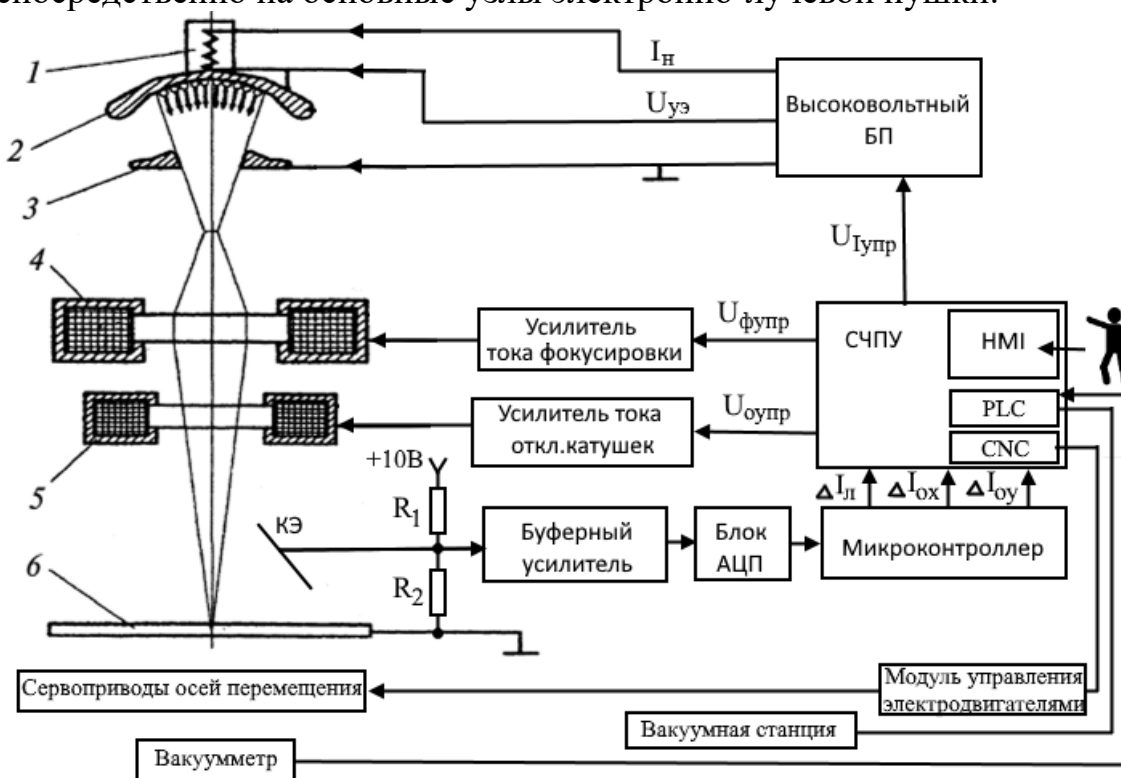 посредственно на основные узлы электронно-лучевой пушки.
1
2
3
4
5
6
Iн
Uуэ
Высоковольтный
БП
UIупр
Усилитель
тока фокусировки
Uфупр
СЧПУ
HMI
PLC
CNC
Усилитель тока
откл.катушек
Uоупр
+10В
R1
R2
КЭ
Буферный
усилитель
Блок
АЦП
Микроконтроллер
ΔIл
ΔIох
ΔIоу
Сервоприводы осей перемещения
Модуль управления
электродвигателями
Вакуумная станция
Вакуумметр